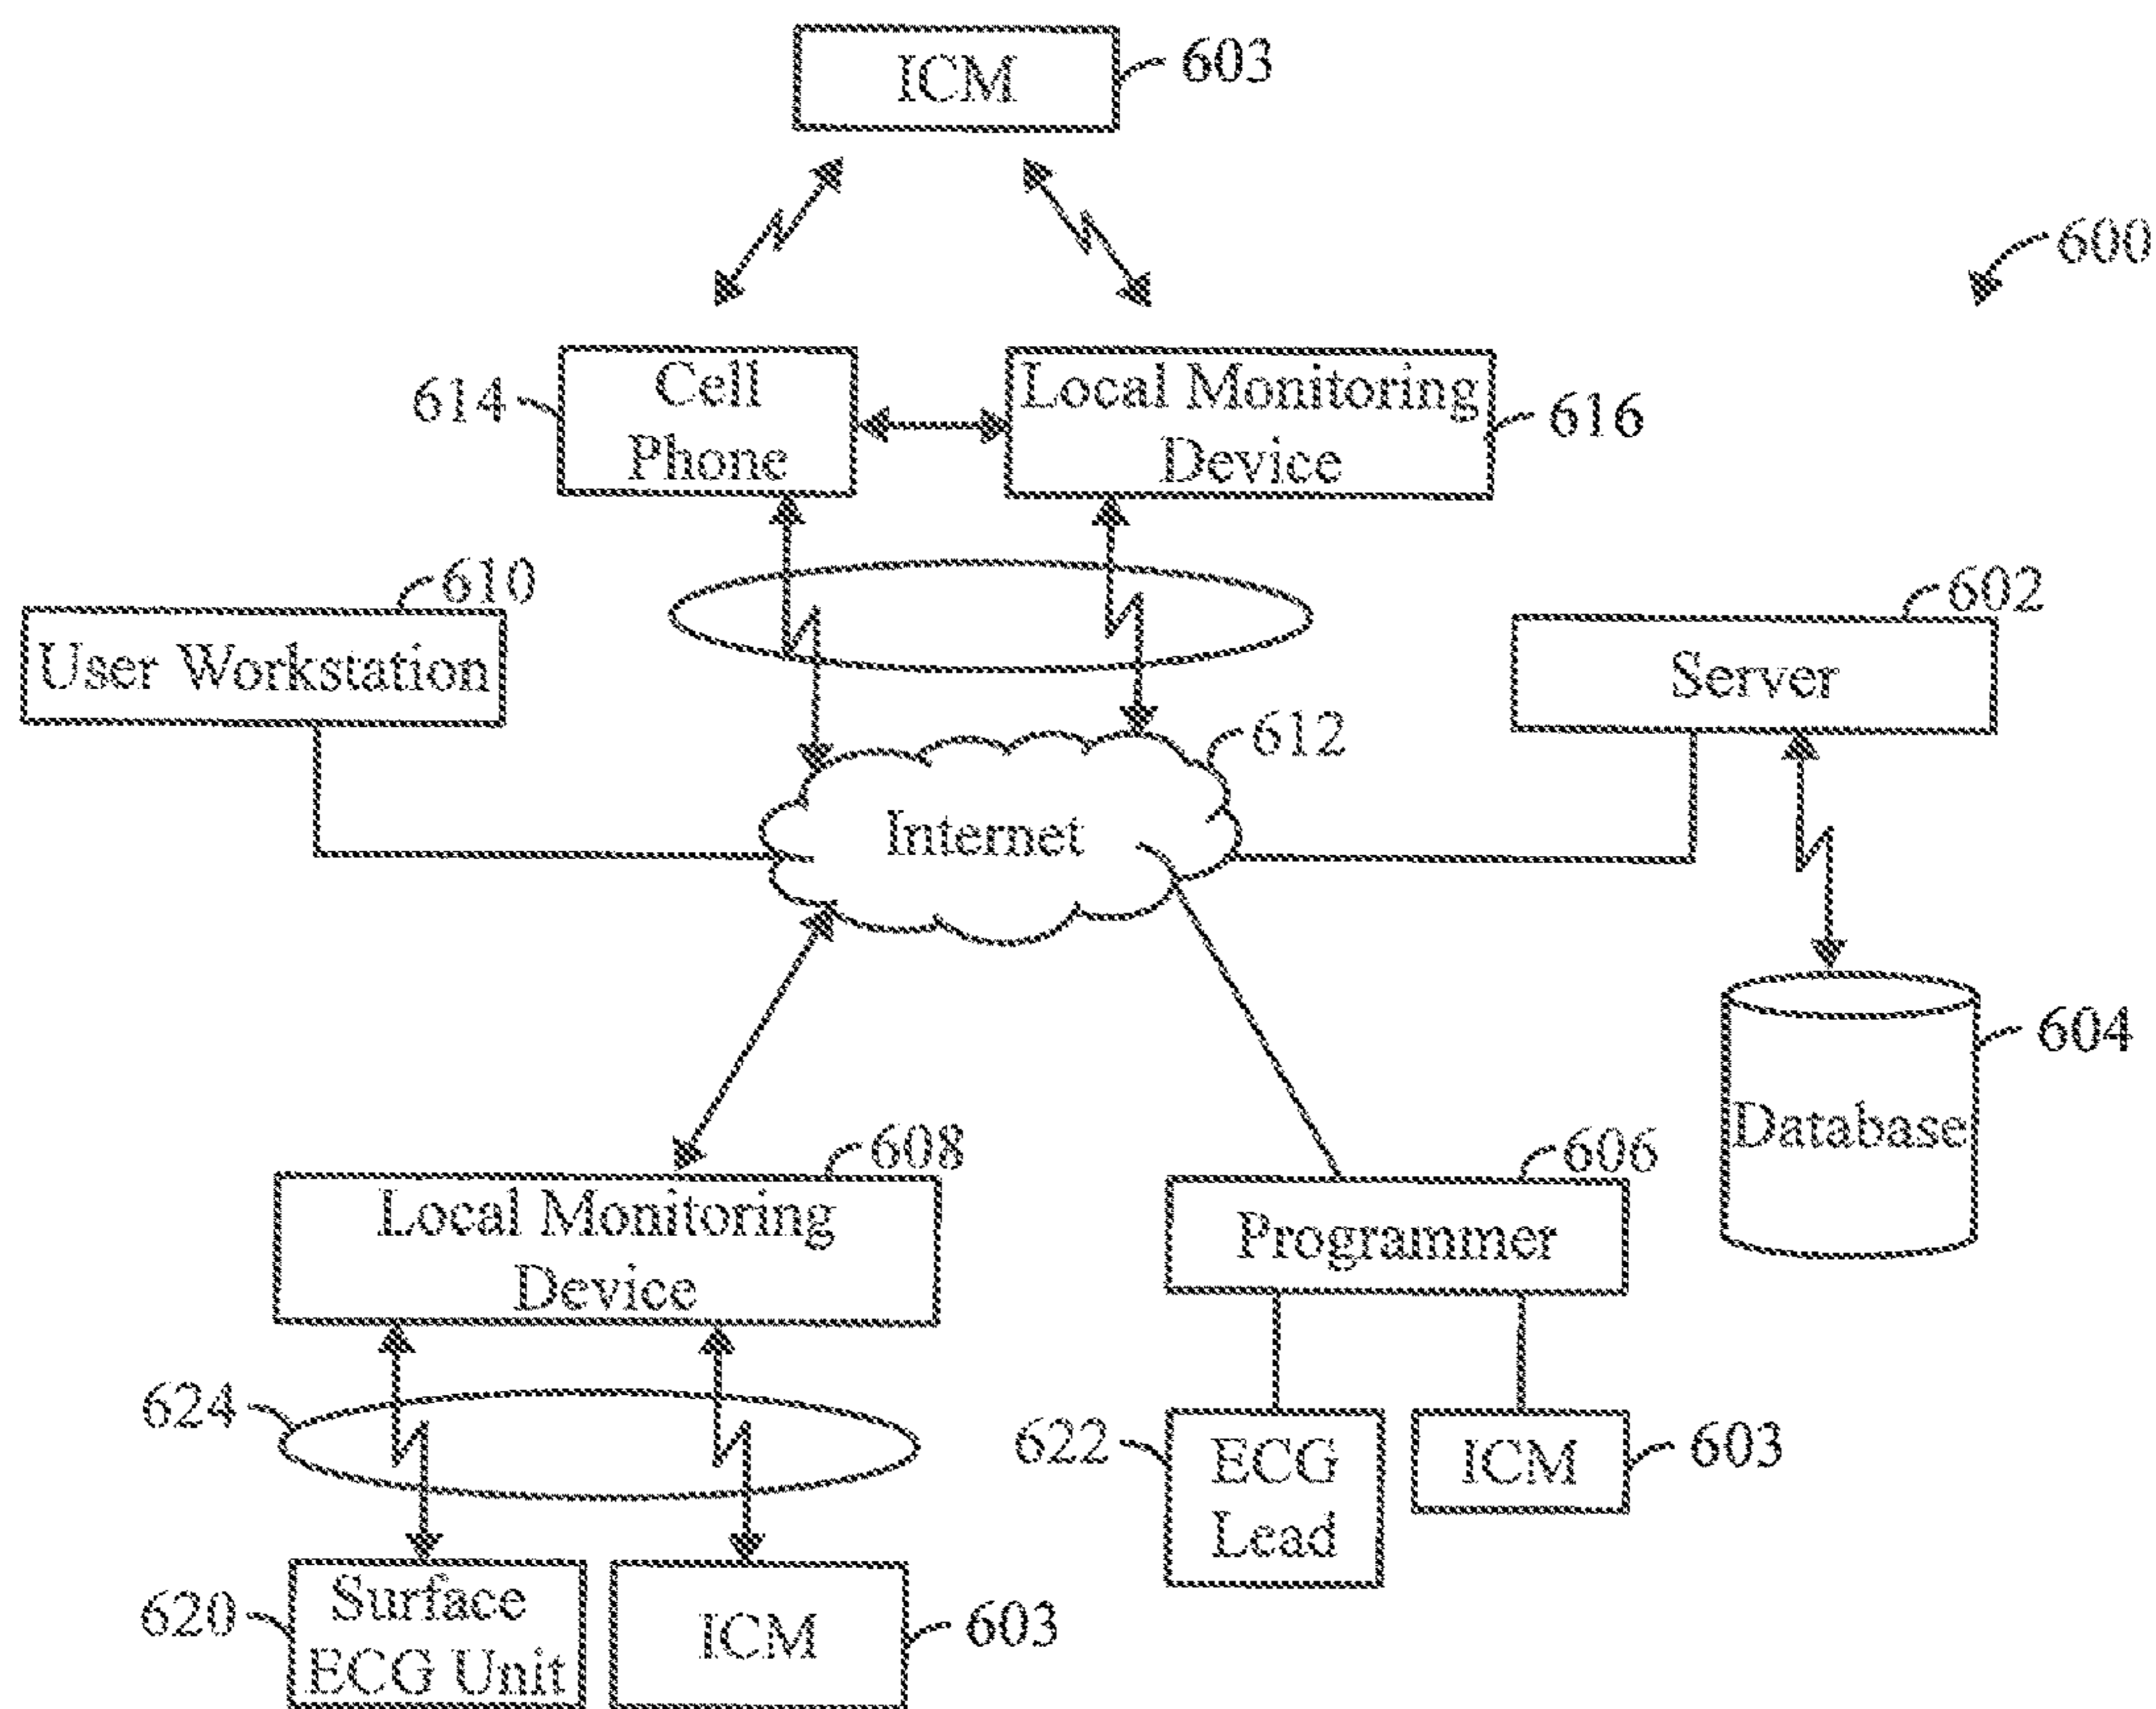 ICM
603
600
614
Cell
Phone
Local Monitoring
Device
616
610
User Workstation
602
Server
612
Internet
604
Database
608
Local Monitoring
Device
606
Programmer
624
622
ECG
Lead
ICM
603
620
Surface
ECG Unit
ICM
603